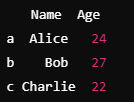 Name Age
a Alice 24
b Bob 27
c Charlie 22